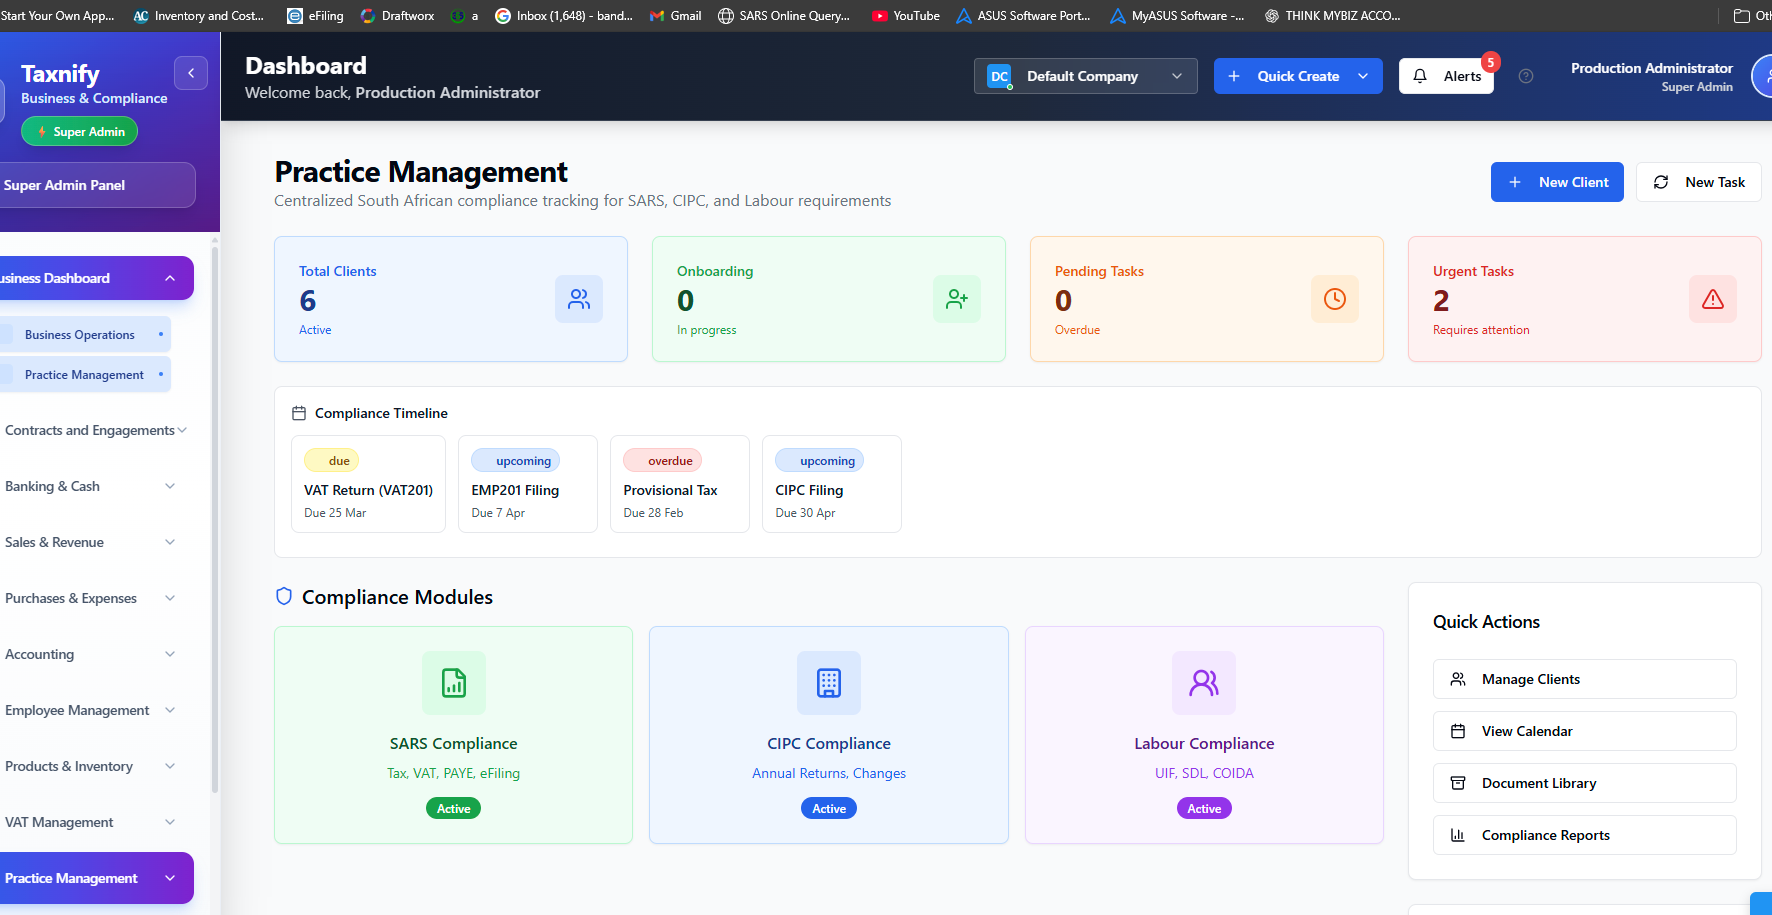 Start Your Own App...
AC Inventory and Cost...
eFiling
Draftworx
a
Inbox (1,648) - band...
Gmail
SARS Online Query...
YouTube
ASUS Software Port...
MyASUS Software -...
THINK MYBIZ ACCO...
Taxnify
Business & Compliance
Super Admin
Super Admin Panel
Dashboard
Welcome back, Production Administrator
DC Default Company
Quick Create
Alerts
5
Production Administrator
Super Admin
usiness Dashboard
Business Operations
Practice Management
Contracts and Engagements
Banking & Cash
Sales & Revenue
Purchases & Expenses
Accounting
Employee Management
Products & Inventory
VAT Management
Practice Management
Practice Management
Centralized South African compliance tracking for SARS, CIPC, and Labour requirements
New Client
New Task
Total Clients
6
Active
Onboarding
0
In progress
Pending Tasks
0
Overdue
Urgent Tasks
2
Requires attention
Compliance Timeline
due
VAT Return (VAT201)
Due 25 Mar
upcoming
EMP201 Filing
Due 7 Apr
overdue
Provisional Tax
Due 28 Feb
upcoming
CIPC Filing
Due 30 Apr
Compliance Modules
SARS Compliance
Tax, VAT, PAYE, eFiling
Active
CIPC Compliance
Annual Returns, Changes
Active
Labour Compliance
UIF, SDL, COIDA
Active
Quick Actions
Manage Clients
View Calendar
Document Library
Compliance Reports